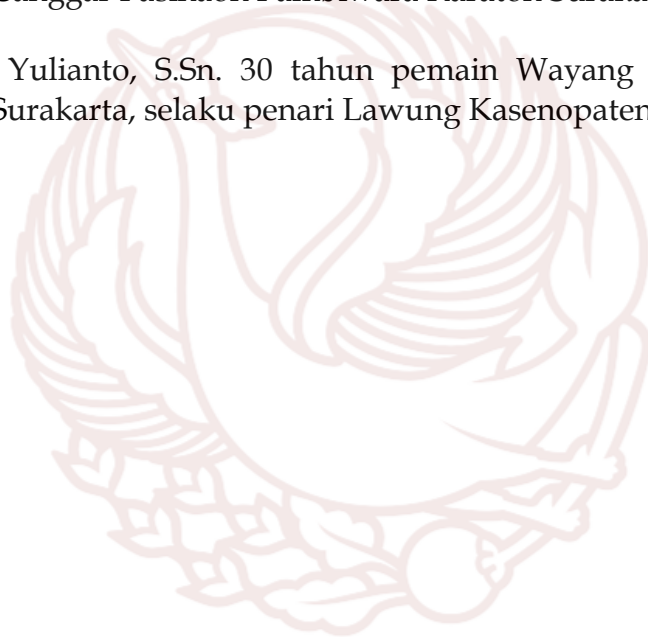 Yulianto, S.Sn. 30 tahun pemain Wayang
Surakarta, selaku penari Lawung Kasenopaten